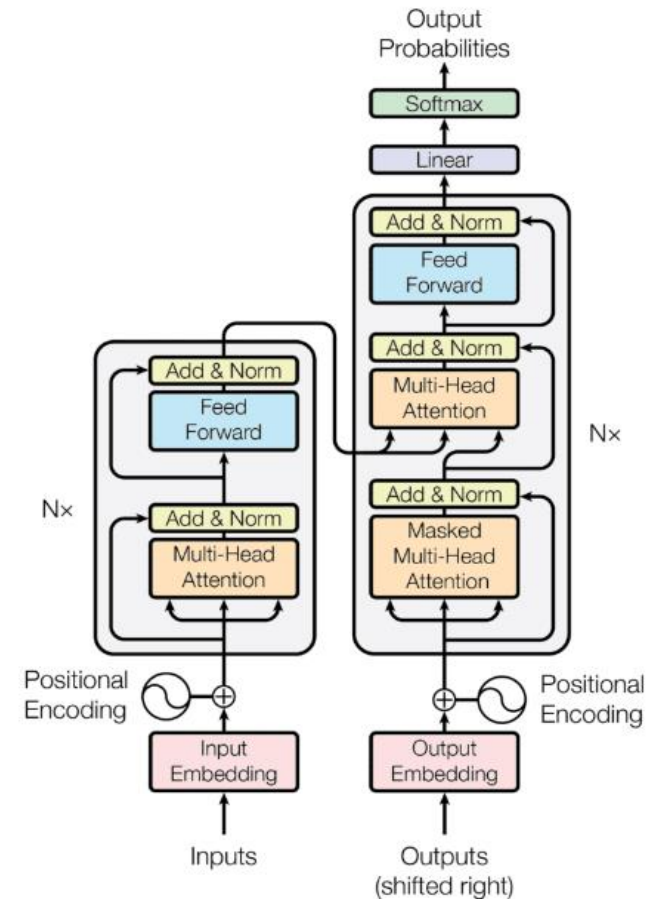 Output
Probabilities
Softmax
Linear
Add & Norm
Feed
Forward
Add & Norm
Multi-Head
Attention
Add & Norm
Masked
Multi-Head
Attention
Nx
Add & Norm
Feed
Forward
Add & Norm
Multi-Head
Attention
Nx
Positional
Encoding
Positional
Encoding
Input
Embedding
Output
Embedding
Inputs
Outputs
(shifted right)